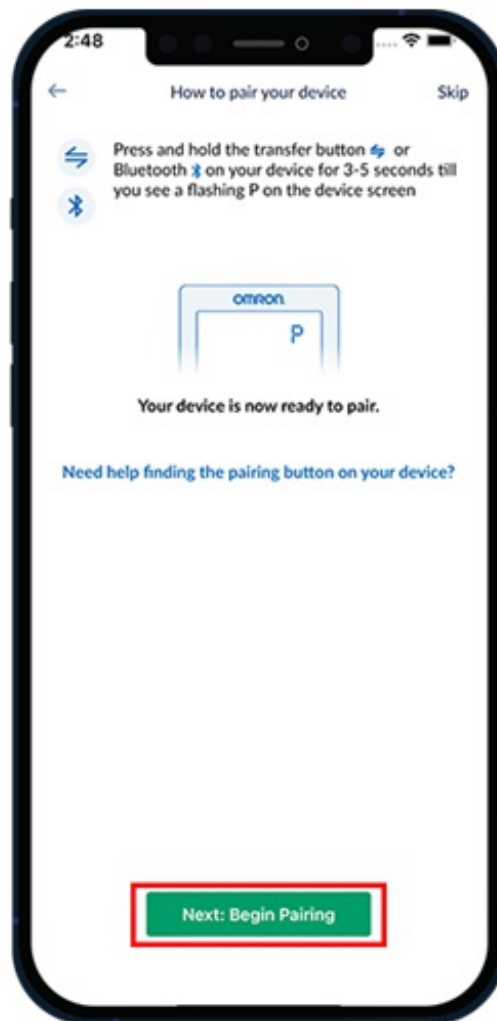 2:48
How to pair your device
Skip
Press and hold the transfer button or
Bluetooth on your device for 3-5 seconds till
you see a flashing P on the device screen
OMRON
P
Your device is now ready to pair.
Need help finding the pairing button on your device?
Next: Begin Pairing